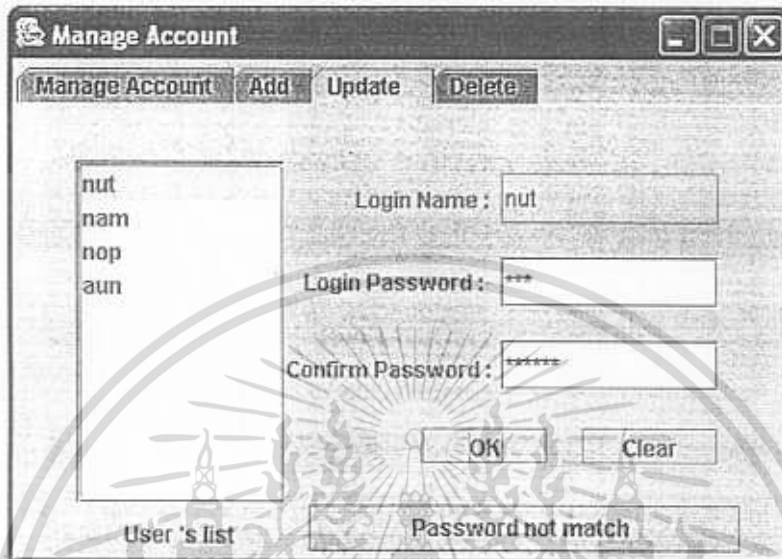 Manage Account
Manage Account Add Update Delete
nut
nam
nop
aun
User 's list
Login Name : nut
Login Password : ***
Confirm Password : ******
OK Clear
Password not match